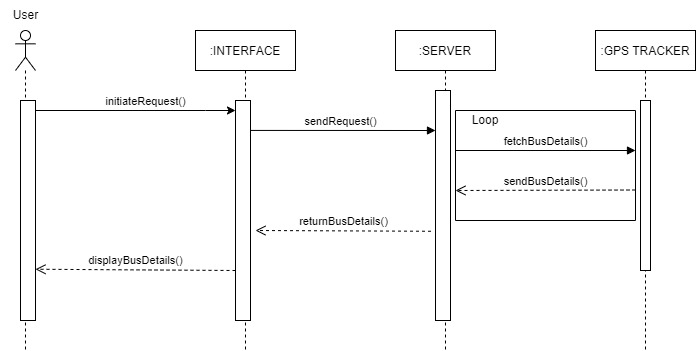 User
:INTERFACE
:SERVER
:GPS TRACKER
initiateRequest()
sendRequest()
Loop
fetchBusDetails()
sendBusDetails()
returnBusDetails()
displayBusDetails()